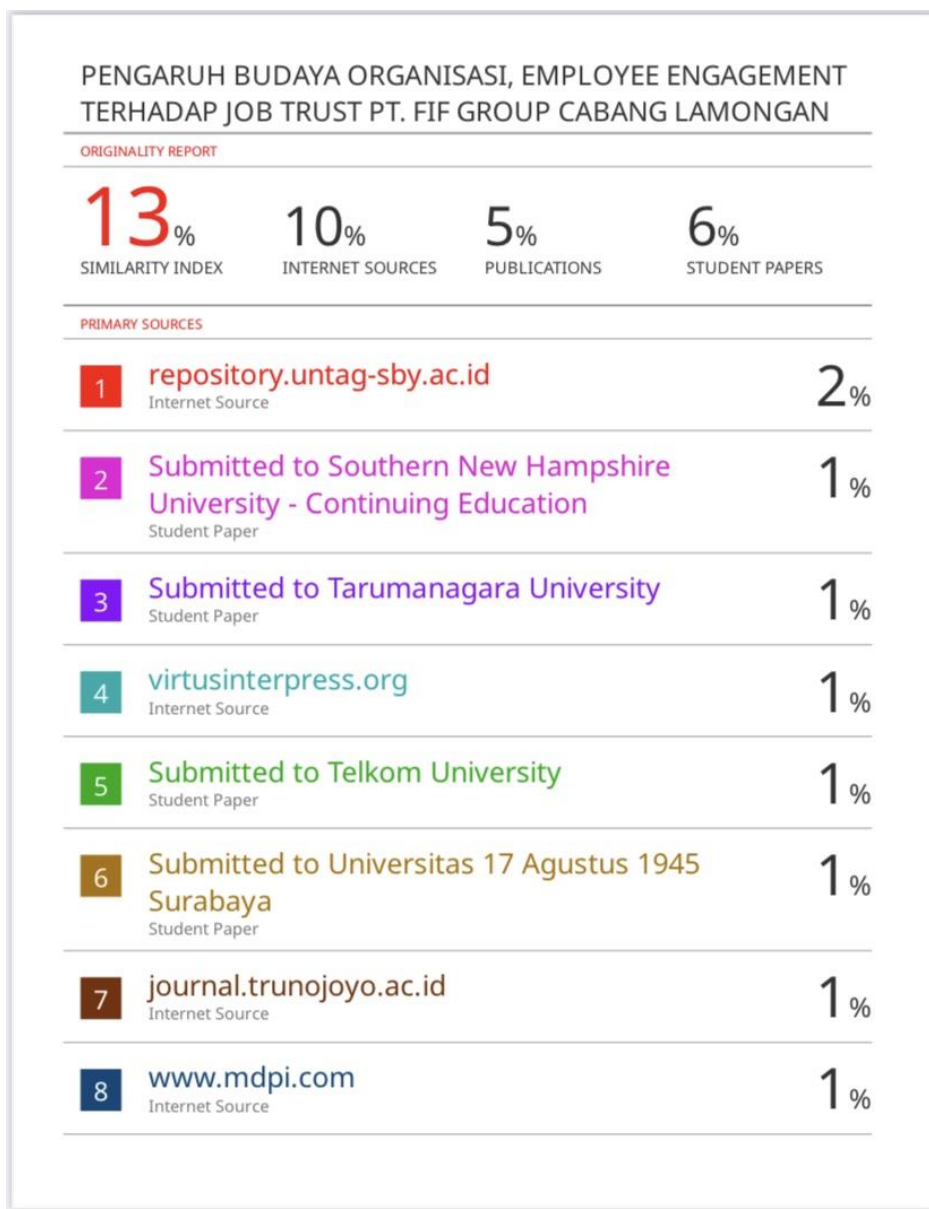 PENGARUH BUDAYA ORGANISASI, EMPLOYEE ENGAGEMENT
TERHADAP JOB TRUST PT. FIF GROUP CABANG LAMONGAN
ORIGINALITY REPORT
13%
SIMILARITY INDEX
10%
INTERNET SOURCES
5%
PUBLICATIONS
6%
STUDENT PAPERS
PRIMARY SOURCES
1
repository.untag-sby.ac.id
Internet Source
2%
2
Submitted to Southern New Hampshire
University - Continuing Education
Student Paper
1%
3
Submitted to Tarumanagara University
Student Paper
1%
4
virtusinterpress.org
Internet Source
1%
5
Submitted to Telkom University
Student Paper
1%
6
Submitted to Universitas 17 Agustus 1945
Surabaya
Student Paper
1%
7
journal.trunojoyo.ac.id
Internet Source
1%
8
www.mdpi.com
Internet Source
1%